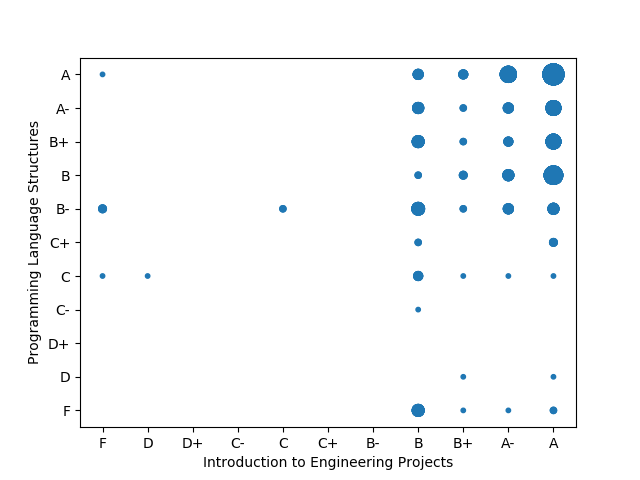 Programming Language Structures
A
A-
B+
B
B-
C+
C
C-
D+
D
F
F D D+ C- C C+ B- B B+ A- A
Introduction to Engineering Projects